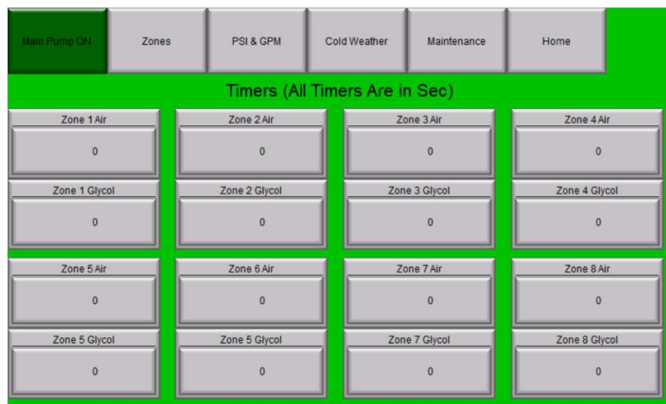 Main Pump ON Zones PSI & GPM Cold Weather Maintenance Home
Timers (All Timers Are in Sec)
Zone 1 Air Zone 2 Air Zone 3 Air Zone 4 Air
0 0 0 0
Zone 1 Glycol Zone 2 Glycol Zone 3 Glycol Zone 4 Glycol
0 0 0 0
Zone 5 Air Zone 6 Air Zone 7 Air Zone 8 Air
0 0 0 0
Zone 5 Glycol Zone 5 Glycol Zone 7 Glycol Zone 8 Glycol
0 0 0 0